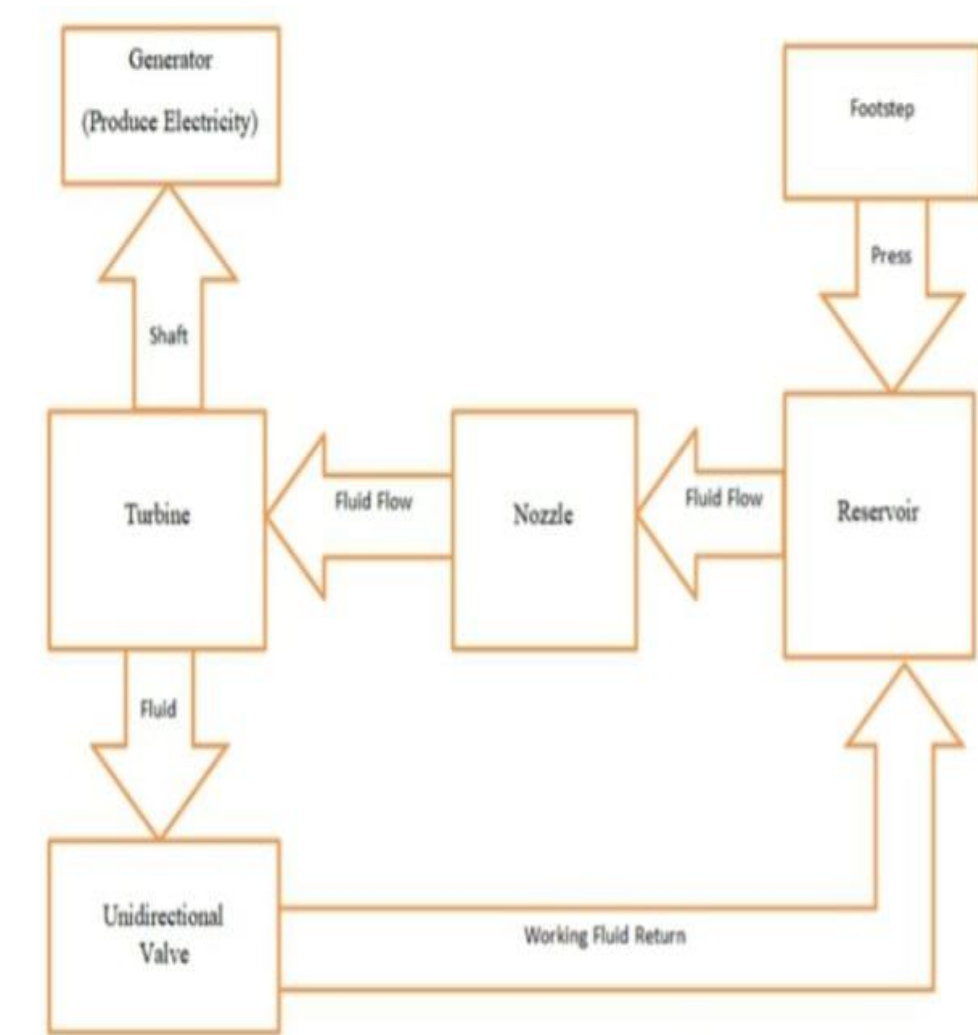 Generator
(Produce Electricity)
Footstep
Press
Shaft
Turbine
Fluid Flow
Nozzle
Fluid Flow
Reservoir
Fluid
Unidirectional
Valve
Working Fluid Return